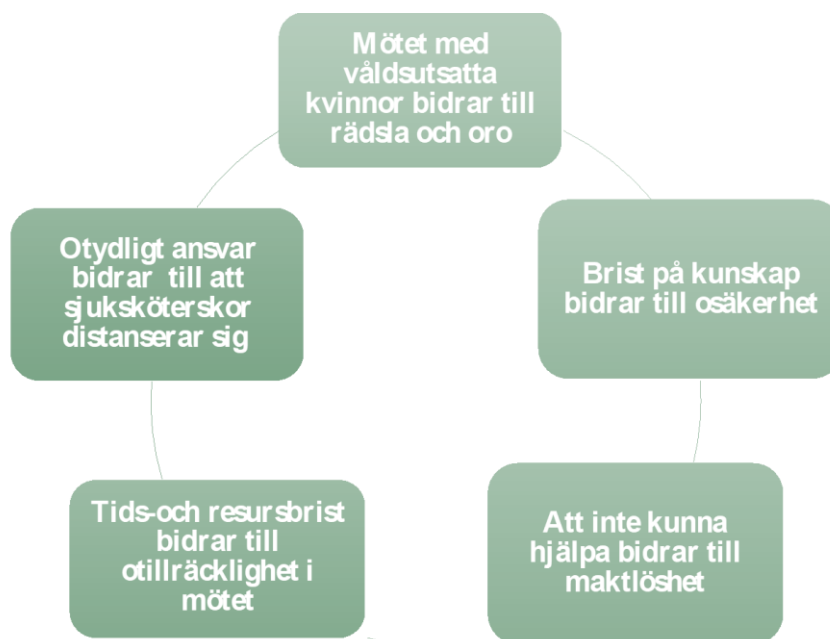 Mötet med
våldsutsatta
kvinnor bidrar till
rädsla och oro
Brist på kunskap
bidrar till osäkerhet
Att inte kunna
hjälpa bidrar till
maktlöshet
Tids-och resursbrist
bidrar till
otillräcklighet i
mötet
Otydligt ansvar
bidrar  till att
sjuksköterskor
distanserar sig